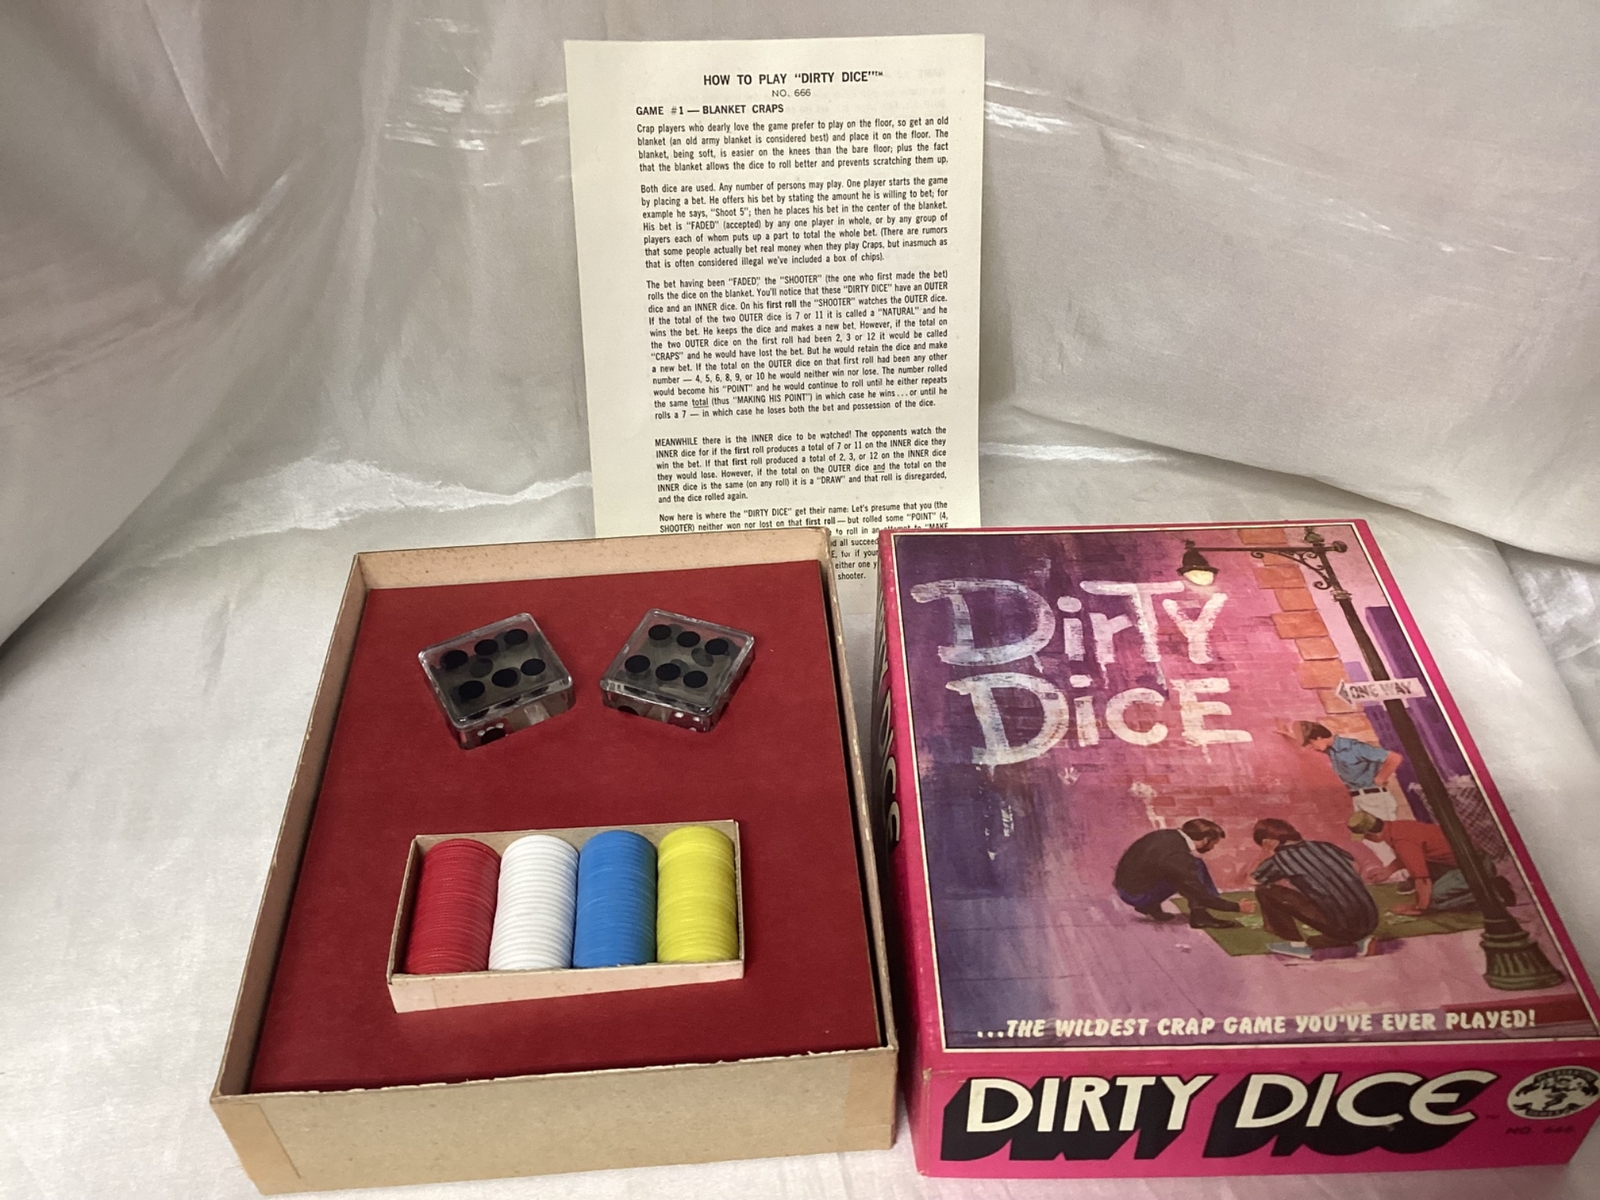 HOW TO PLAY "DIRTY DICE"™
NO. 666
GAME #1 — BLANKET CRAPS
Crap players who dearly love the game prefer to play on the floor, so get an old
blanket (an old army blanket is considered best) and place it on the floor. The
blanket, being soft, is easier on the knees than the bare floor; plus the fact
that the blanket allows the dice to roll better and prevents scratching them up.
Both dice are used. Any number of persons may play. One player starts the game
by placing a bet. He offers his bet by stating the amount he is willing to bet; for
example he says, "Shoot 5"; then he places his bet in the center of the blanket.
His bet is "FADED" (accepted) by any one player in whole, or by any group of
players each of whom puts up a part to total the whole bet. (There are rumors
that some people actually bet real money when they play Craps, but inasmuch as
that is often considered illegal we've included a box of chips).
The bet having been "FADED," the "SHOOTER" (the one who first made the bet)
rolls the dice on the blanket. You'll notice that these "DIRTY DICE" have an OUTER
dice and an INNER dice. On his first roll the "SHOOTER" watches the OUTER dice.
If the total of the two OUTER dice is 7 or 11 it is called a "NATURAL" and he
wins the bet. He keeps the dice and makes a new bet. However, if the total on
the two OUTER dice on the first roll had been 2, 3 or 12 it would be called
"CRAPS" and he would have lost the bet. But he would retain the dice and make
a new bet. If the total on the OUTER dice on that first roll had been any other
number — 4, 5, 6, 8, 9, or 10 he would neither win nor lose. The number rolled
would become his "POINT" and he would continue to roll until he either repeats
the same total (thus "MAKING HIS POINT") in which case he wins...or until he
rolls a 7 — in which case he loses both the bet and possession of the dice.
MEANWHILE there is the INNER dice to be watched! The opponents watch the
INNER dice for if the first roll produces a total of 7 or 11 on the INNER dice they
win the bet. If that first roll produced a total of 2, 3, or 12 on the INNER dice
they would lose. However, if the total on the OUTER dice and the total on the
INNER dice is the same (on any roll) it is a "DRAW" and that roll is disregarded,
and the dice rolled again.
Now here is where the "DIRTY DICE" get their name: Let's presume that you (the
SHOOTER) neither won nor lost on that first roll — but rolled some "POINT" (4,
to roll in an attempt to "MAKE
all succeed
for if your
either one
shooter.
DIRTY
DICE
ONE WAY
...THE WILDEST CRAP GAME YOU'VE EVER PLAYED!
DIRTY DICE
NO. 666
DICE